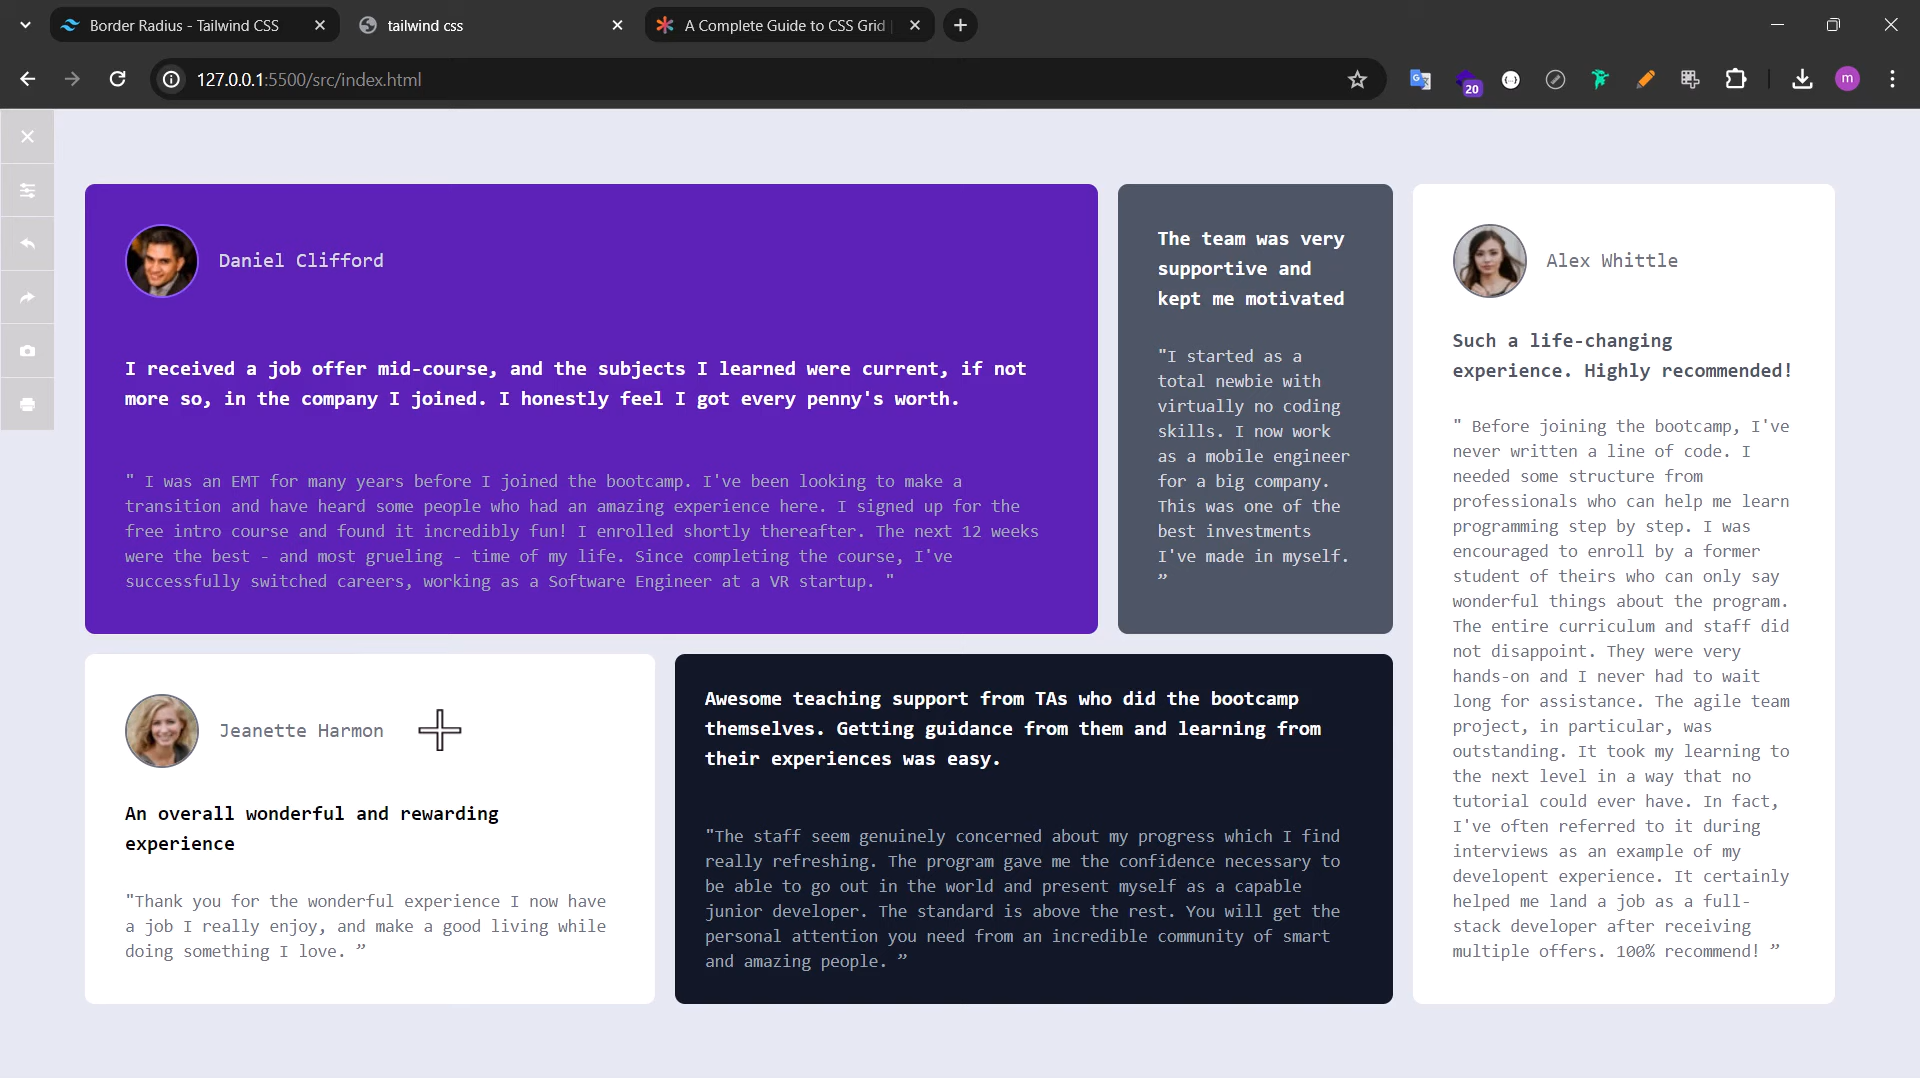 Border Radius - Tailwind CSS
tailwind css
A Complete Guide to CSS Grid
127.0.0.1:5500/src/index.html
20
m
Daniel Clifford
I received a job offer mid-course, and the subjects I learned were current, if not
more so, in the company I joined. I honestly feel I got every penny's worth.
" I was an EMT for many years before I joined the bootcamp. I've been looking to make a
transition and have heard some people who had an amazing experience here. I signed up for the
free intro course and found it incredibly fun! I enrolled shortly thereafter. The next 12 weeks
were the best - and most grueling - time of my life. Since completing the course, I've
successfully switched careers, working as a Software Engineer at a VR startup. "
The team was very
supportive and
kept me motivated
"I started as a
total newbie with
virtually no coding
skills. I now work
as a mobile engineer
for a big company.
This was one of the
best investments
I've made in myself.
”
Alex Whittle
Such a life-changing
experience. Highly recommended!
" Before joining the bootcamp, I've
never written a line of code. I
needed some structure from
professionals who can help me learn
programming step by step. I was
encouraged to enroll by a former
student of theirs who can only say
wonderful things about the program.
The entire curriculum and staff did
not disappoint. They were very
hands-on and I never had to wait
long for assistance. The agile team
project, in particular, was
outstanding. It took my learning to
the next level in a way that no
tutorial could ever have. In fact,
I've often referred to it during
interviews as an example of my
developent experience. It certainly
helped me land a job as a full-
stack developer after receiving
multiple offers. 100% recommend! ”
Jeanette Harmon
An overall wonderful and rewarding
experience
"Thank you for the wonderful experience I now have
a job I really enjoy, and make a good living while
doing something I love. ”
Awesome teaching support from TAs who did the bootcamp
themselves. Getting guidance from them and learning from
their experiences was easy.
"The staff seem genuinely concerned about my progress which I find
really refreshing. The program gave me the confidence necessary to
be able to go out in the world and present myself as a capable
junior developer. The standard is above the rest. You will get the
personal attention you need from an incredible community of smart
and amazing people. ”